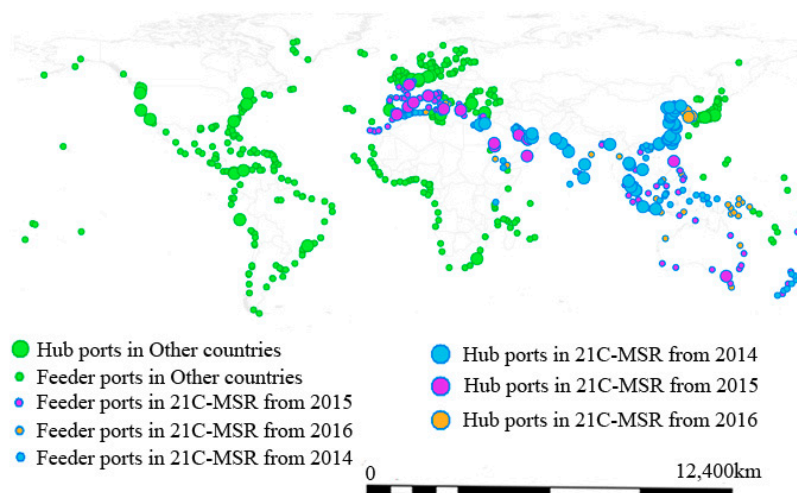 Hub ports in Other countries
Feeder ports in Other countries
Feeder ports in 21C-MSR from 2015
Feeder ports in 21C-MSR from 2016
Feeder ports in 21C-MSR from 2014
Hub ports in 21C-MSR from 2014
Hub ports in 21C-MSR from 2015
Hub ports in 21C-MSR from 2016
0 12,400km